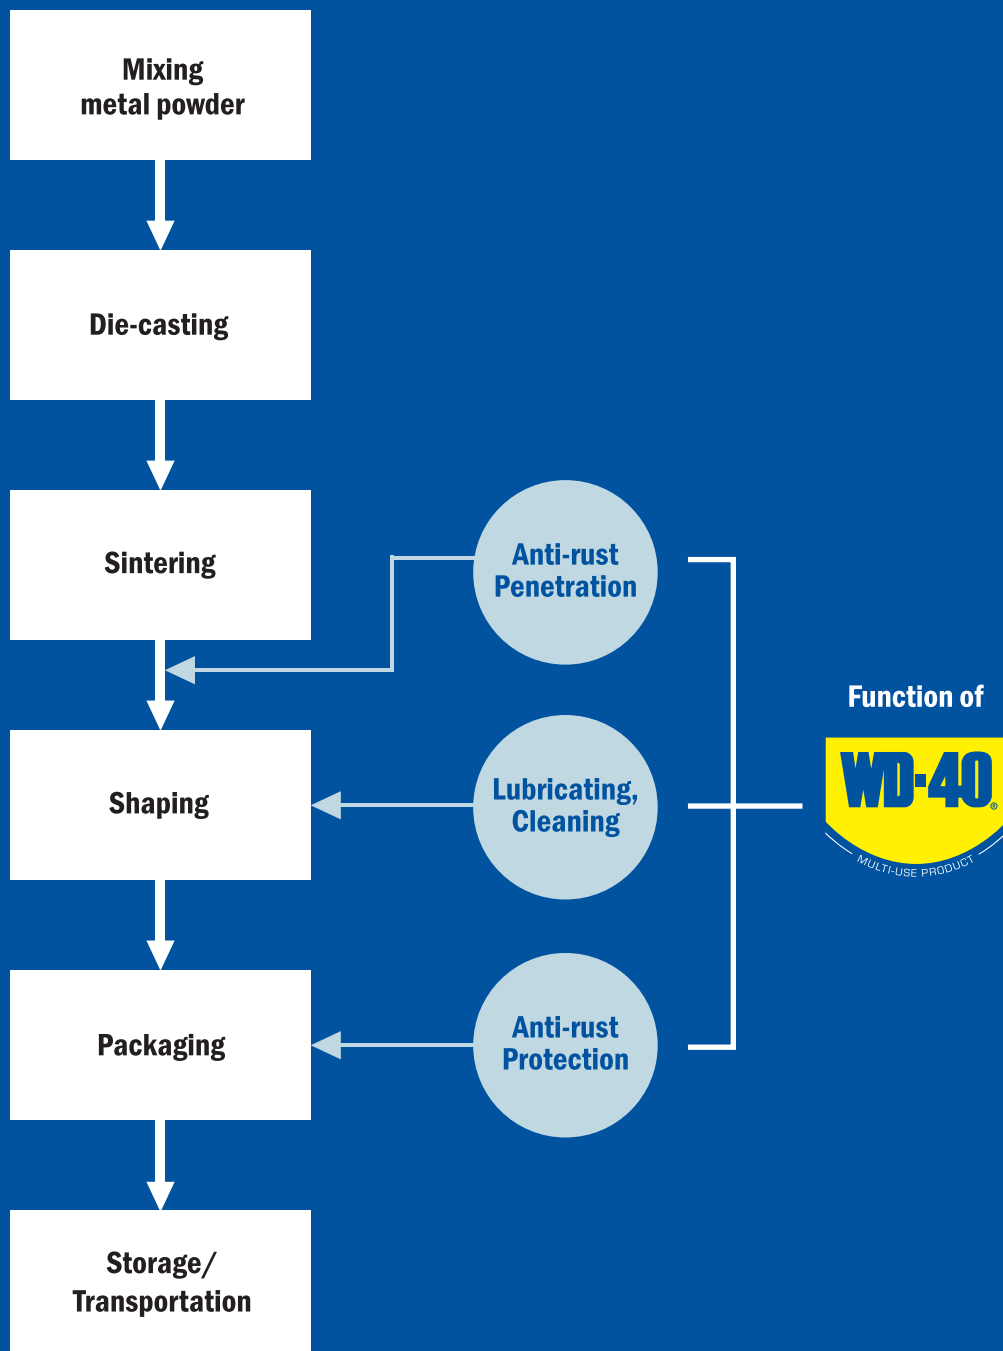 Mixing
metal powder
Die-casting
Sintering
Anti-rust
Penetration
Function of
WD-40®
MULTI-USE PRODUCT
Shaping
Lubricating,
Cleaning
Packaging
Anti-rust
Protection
Storage/
Transportation